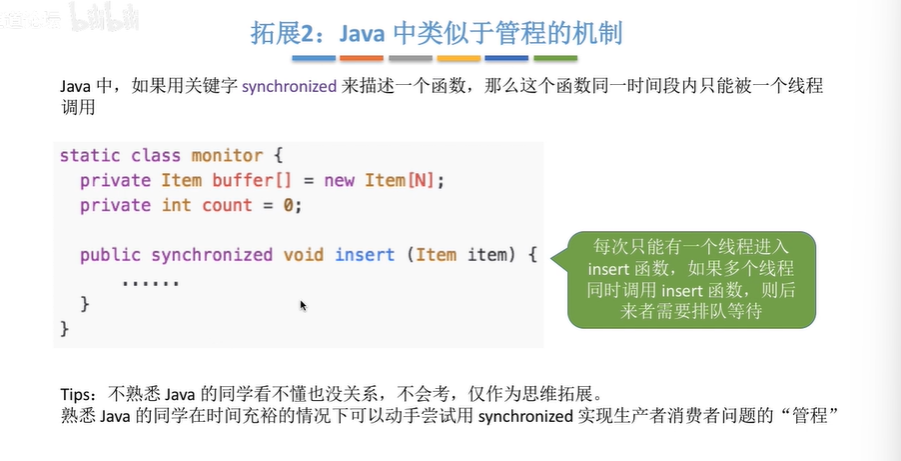 拓展2：Java 中类似于管程的机制
Java 中，如果用关键字 synchronized 来描述一个函数，那么这个函数同一时间段内只能被一个线程
调用
static class monitor {
private Item buffer[] = new Item[N];
private int count = 0;
public synchronized void insert (Item item) {
......
}
}
每次只能有一个线程进入
insert 函数，如果多个线程
同时调用 insert 函数，则后
来者需要排队等待
Tips：不熟悉 Java 的同学看不懂也没关系，不会考，仅作为思维拓展。
熟悉 Java 的同学在时间充裕的情况下可以动手尝试用 synchronized 实现生产者消费者问题的“管程”